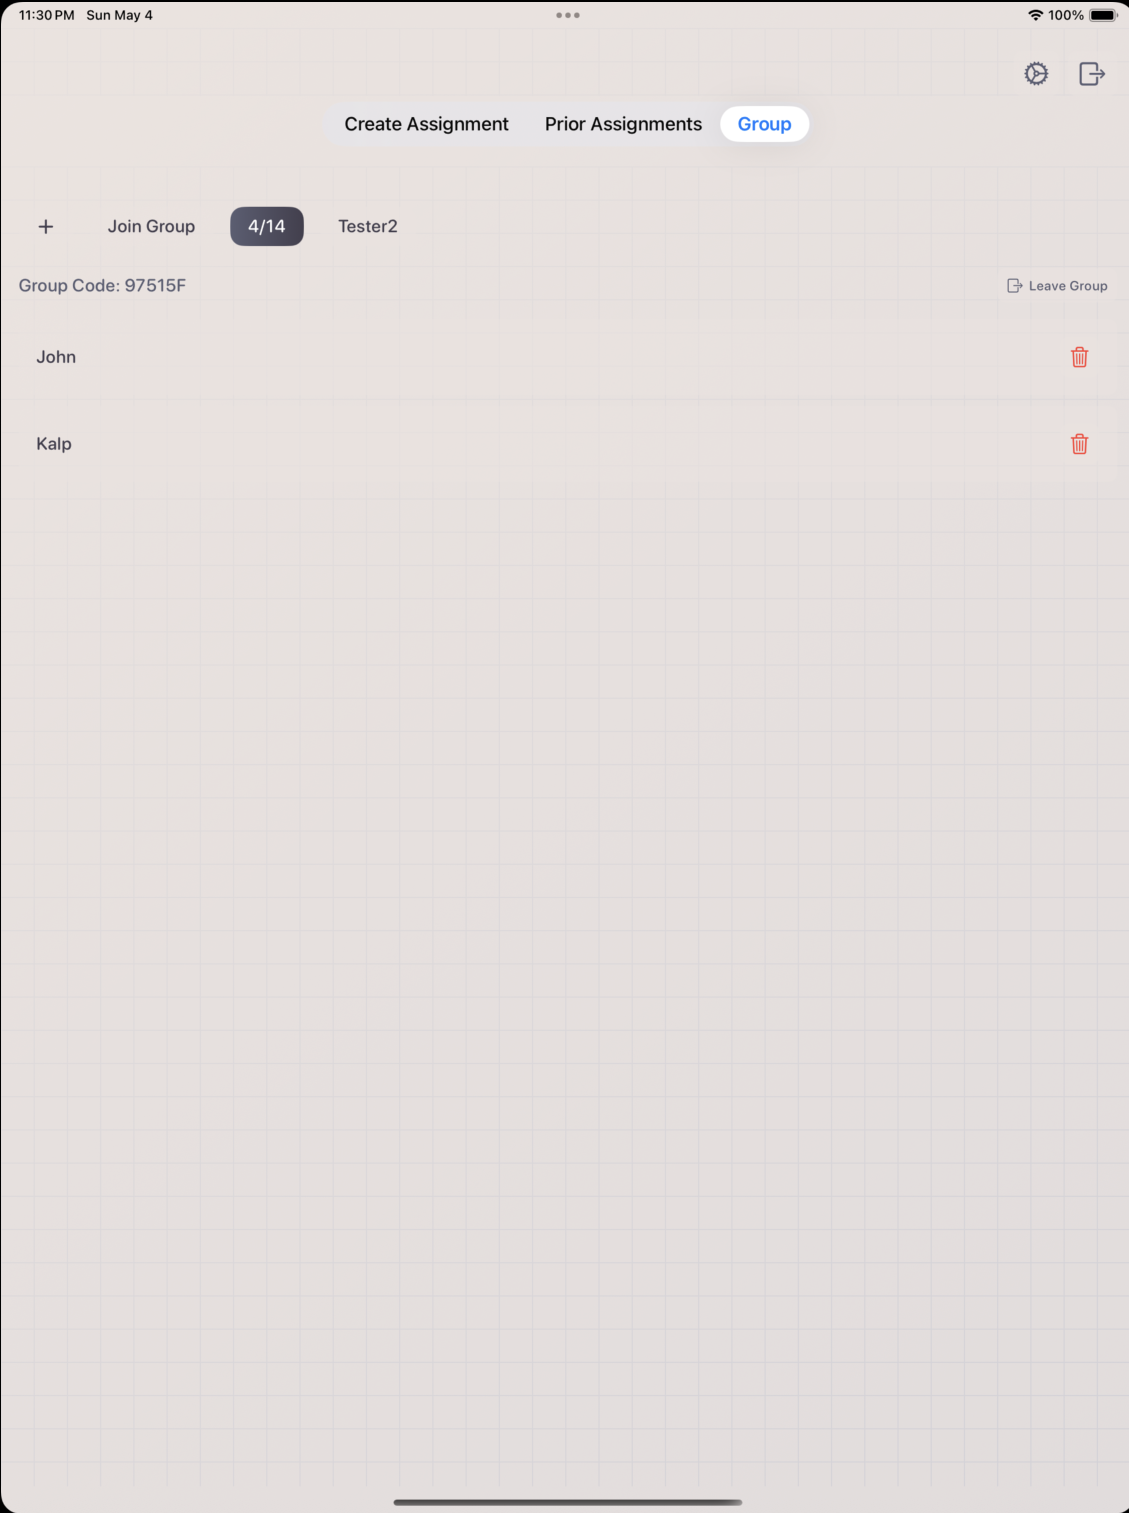 11:30 PM Sun May 4 100%
Create Assignment Prior Assignments Group
+ Join Group 4/14 Tester2
Group Code: 97515F Leave Group
John
Kalp